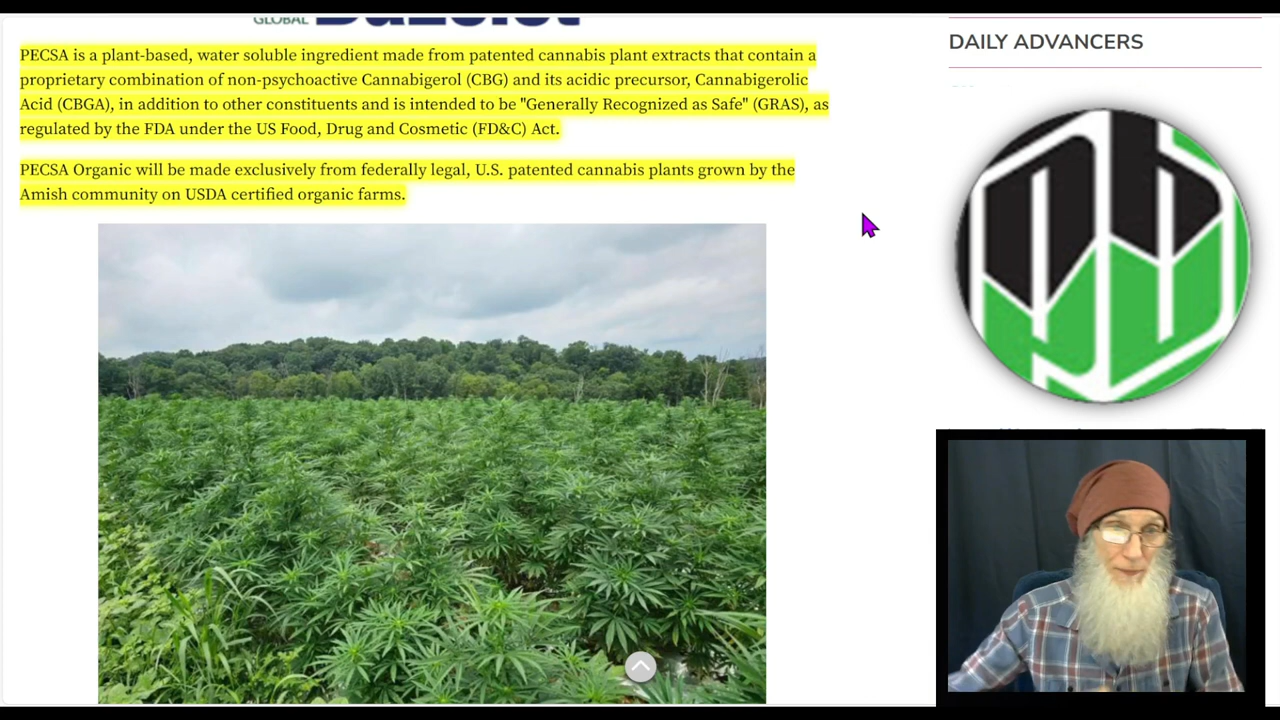 GLOBAL
PECSA is a plant-based, water soluble ingredient made from patented cannabis plant extracts that contain a
proprietary combination of non-psychoactive Cannabigerol (CBG) and its acidic precursor, Cannabigerolic
Acid (CBGA), in addition to other constituents and is intended to be "Generally Recognized as Safe" (GRAS), as
regulated by the FDA under the US Food, Drug and Cosmetic (FD&C) Act.
PECSA Organic will be made exclusively from federally legal, U.S. patented cannabis plants grown by the
Amish community on USDA certified organic farms.
DAILY ADVANCERS